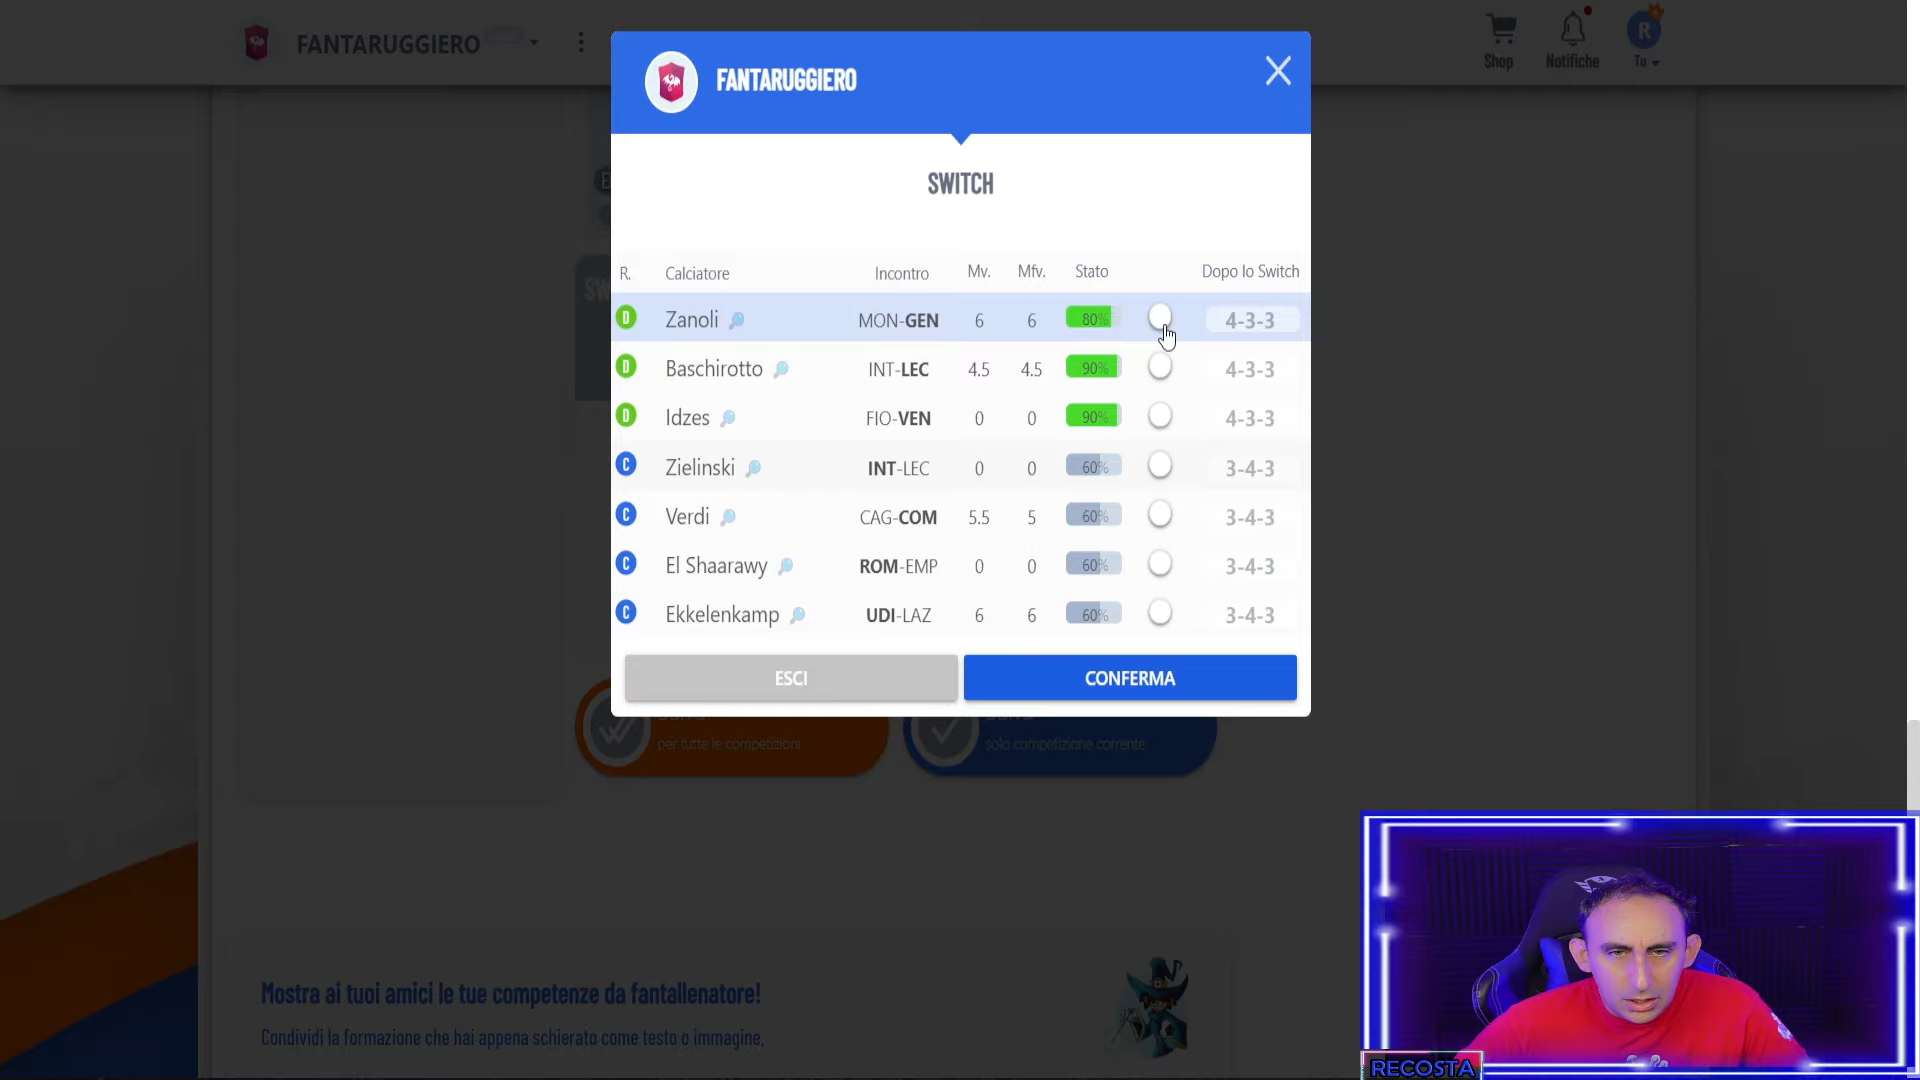 FANTARUGGIERO
Shop
Notifiche
R
Tu
FANTARUGGIERO
SWITCH
R. Calciatore Incontro Mv. Mfv. Stato Dopo lo Switch
D Zanoli MON-GEN 6 6 80% 4-3-3
D Baschirotto INT-LEC 4.5 4.5 90% 4-3-3
D Idzes FIO-VEN 0 0 90% 4-3-3
C Zielinski INT-LEC 0 0 60% 3-4-3
C Verdi CAG-COM 5.5 5 60% 3-4-3
C El Shaarawy ROM-EMP 0 0 60% 3-4-3
C Ekkelenkamp UDI-LAZ 6 6 60% 3-4-3
ESCI CONFERMA
per tutte le competizioni solo competizione corrente
Mostra ai tuoi amici le tue competenze da fantallenatore!
Condividi la formazione che hai appena schierato come testo o immagine,
RECOSTA